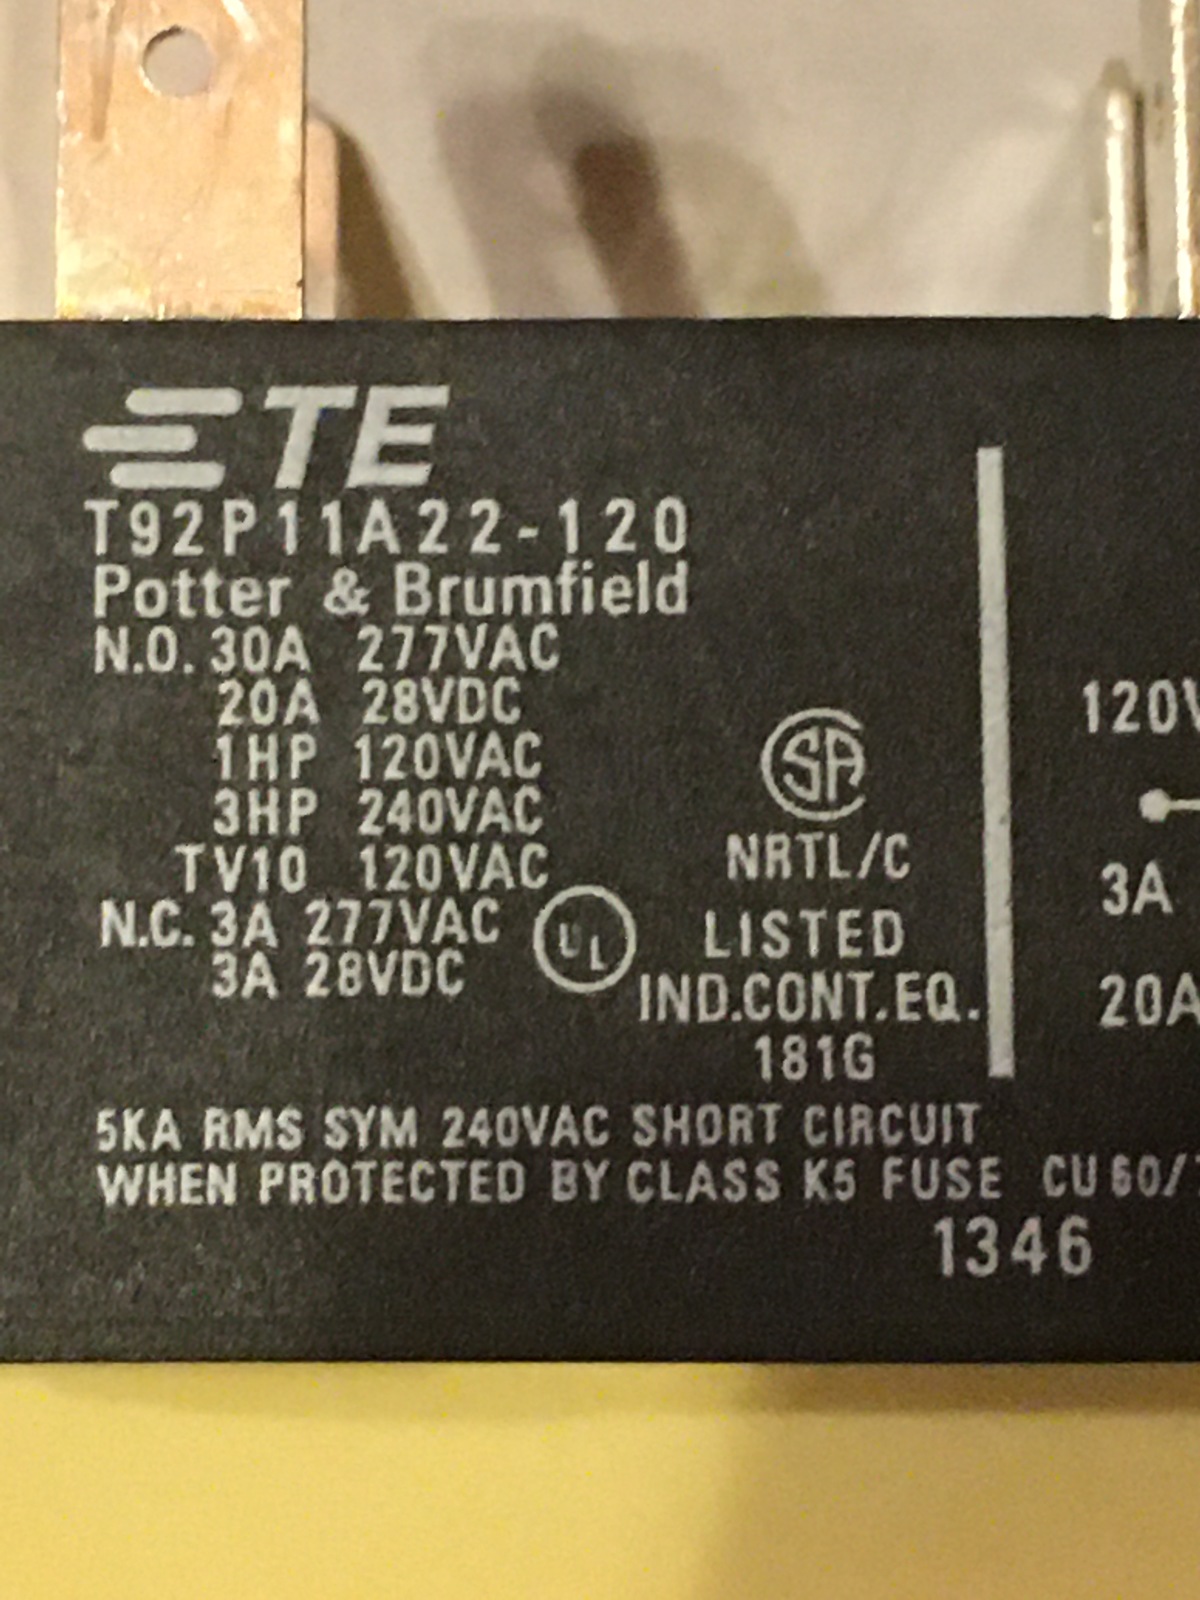 TE
T92P11A22-120
Potter & Brumfield
N.O. 30A 277VAC
20A 28VDC
1HP 120VAC
3HP 240VAC
TV10 120VAC
N.C. 3A 277VAC
3A 28VDC
UL
SA
NRTL/C
LISTED
IND.CONT.EQ.
181G
5KA RMS SYM 240VAC SHORT CIRCUIT
WHEN PROTECTED BY CLASS K5 FUSE CU 60/
1346
120V
3A
20A